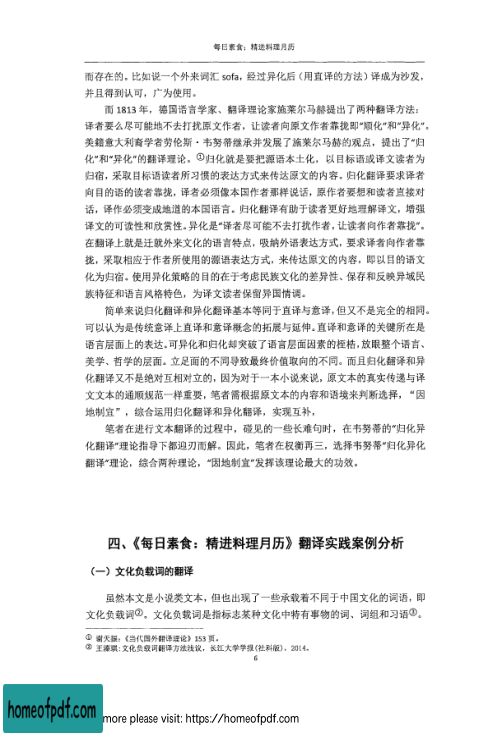 每日素食：精进料理月历
而存在的。比如说一个外来词汇 sofa，经过异化后（用直译的方法）译成为沙发，
并且得到认可，广为使用。
而 1813 年，德国语言学家、翻译理论家施莱尔马赫提出了两种翻译方法：
译者要么尽可能地不去打扰原文作者，让读者向原文作者靠拢即“顺化”和“异化”。
美籍意大利裔学者劳伦斯·韦努蒂继承并发展了施莱尔马赫的观点，提出了“归
化”和“异化”的翻译理论，①归化就是要把源语本土化，以目标语或译文读者为
归宿，采取目标语读者所习惯的表达方式来传达原文的内容。归化翻译要求译者
向目的语的读者靠拢，译者必须像本国作者那样说话，原作者要想和读者直接对
话，译作必须变成地道的本国语言。归化翻译有助于读者更好地理解译文，增强
译文的可读性和欣赏性。异化是“译者尽可能不去打扰作者，让读者向作者靠拢”。
在翻译上就是迁就外来文化的语言特点，吸纳外语表达方式，要求译者向作者靠
拢，采取相应于作者所使用的源语表达方式，来传达原文的内容，即以目的语文
化为归宿。使用异化策略的目的在于考虑民族文化的差异性、保存和反映异域民
族特征和语言风格特色，为译文读者保留异国情调。
简单来说归化翻译和异化翻译基本等同于直译与意译，但又不是完全的相同。
可以认为是传统意译上直译和意译概念的拓展与延伸。直译和意译的关键所在是
语言层面上的表达。可异化和归化却突破了语言层面因素的桎梏，放眼整个语言、
美学、哲学的层面。立足面的不同导致最终价值取向的不同。而且归化翻译和异
化翻译又不是绝对互相对立的，因为对于一本小说来说，原文本的真实传递与译
文文本的通顺规范一样重要，笔者需根据原文本的内容和语境来判断选择，“因
地制宜”，综合运用归化翻译和异化翻译，实现互补，
笔者在进行文本翻译的过程中，碰见的一些长难句时，在韦努蒂的“归化异
化翻译”理论指导下都迎刃而解。因此，笔者在权衡再三，选择韦努蒂“归化异化
翻译”理论，综合两种理论，“因地制宜”发挥该理论最大的功效。
四、《每日素食：精进料理月历》翻译实践案例分析
（一）文化负载词的翻译
虽然本文是小说类文本，但也出现了一些承载着不同于中国文化的词语，即
文化负载词②。文化负载词是指标志某种文化中特有事物的词、词组和习语③。
① 谢天振：《当代国外翻译理论》153 页。
② 王臻琪：文化负载词翻译方法浅议，长江大学学报（社科版），2014。
6
homeofpdf.com
more please visit: https://homeofpdf.com